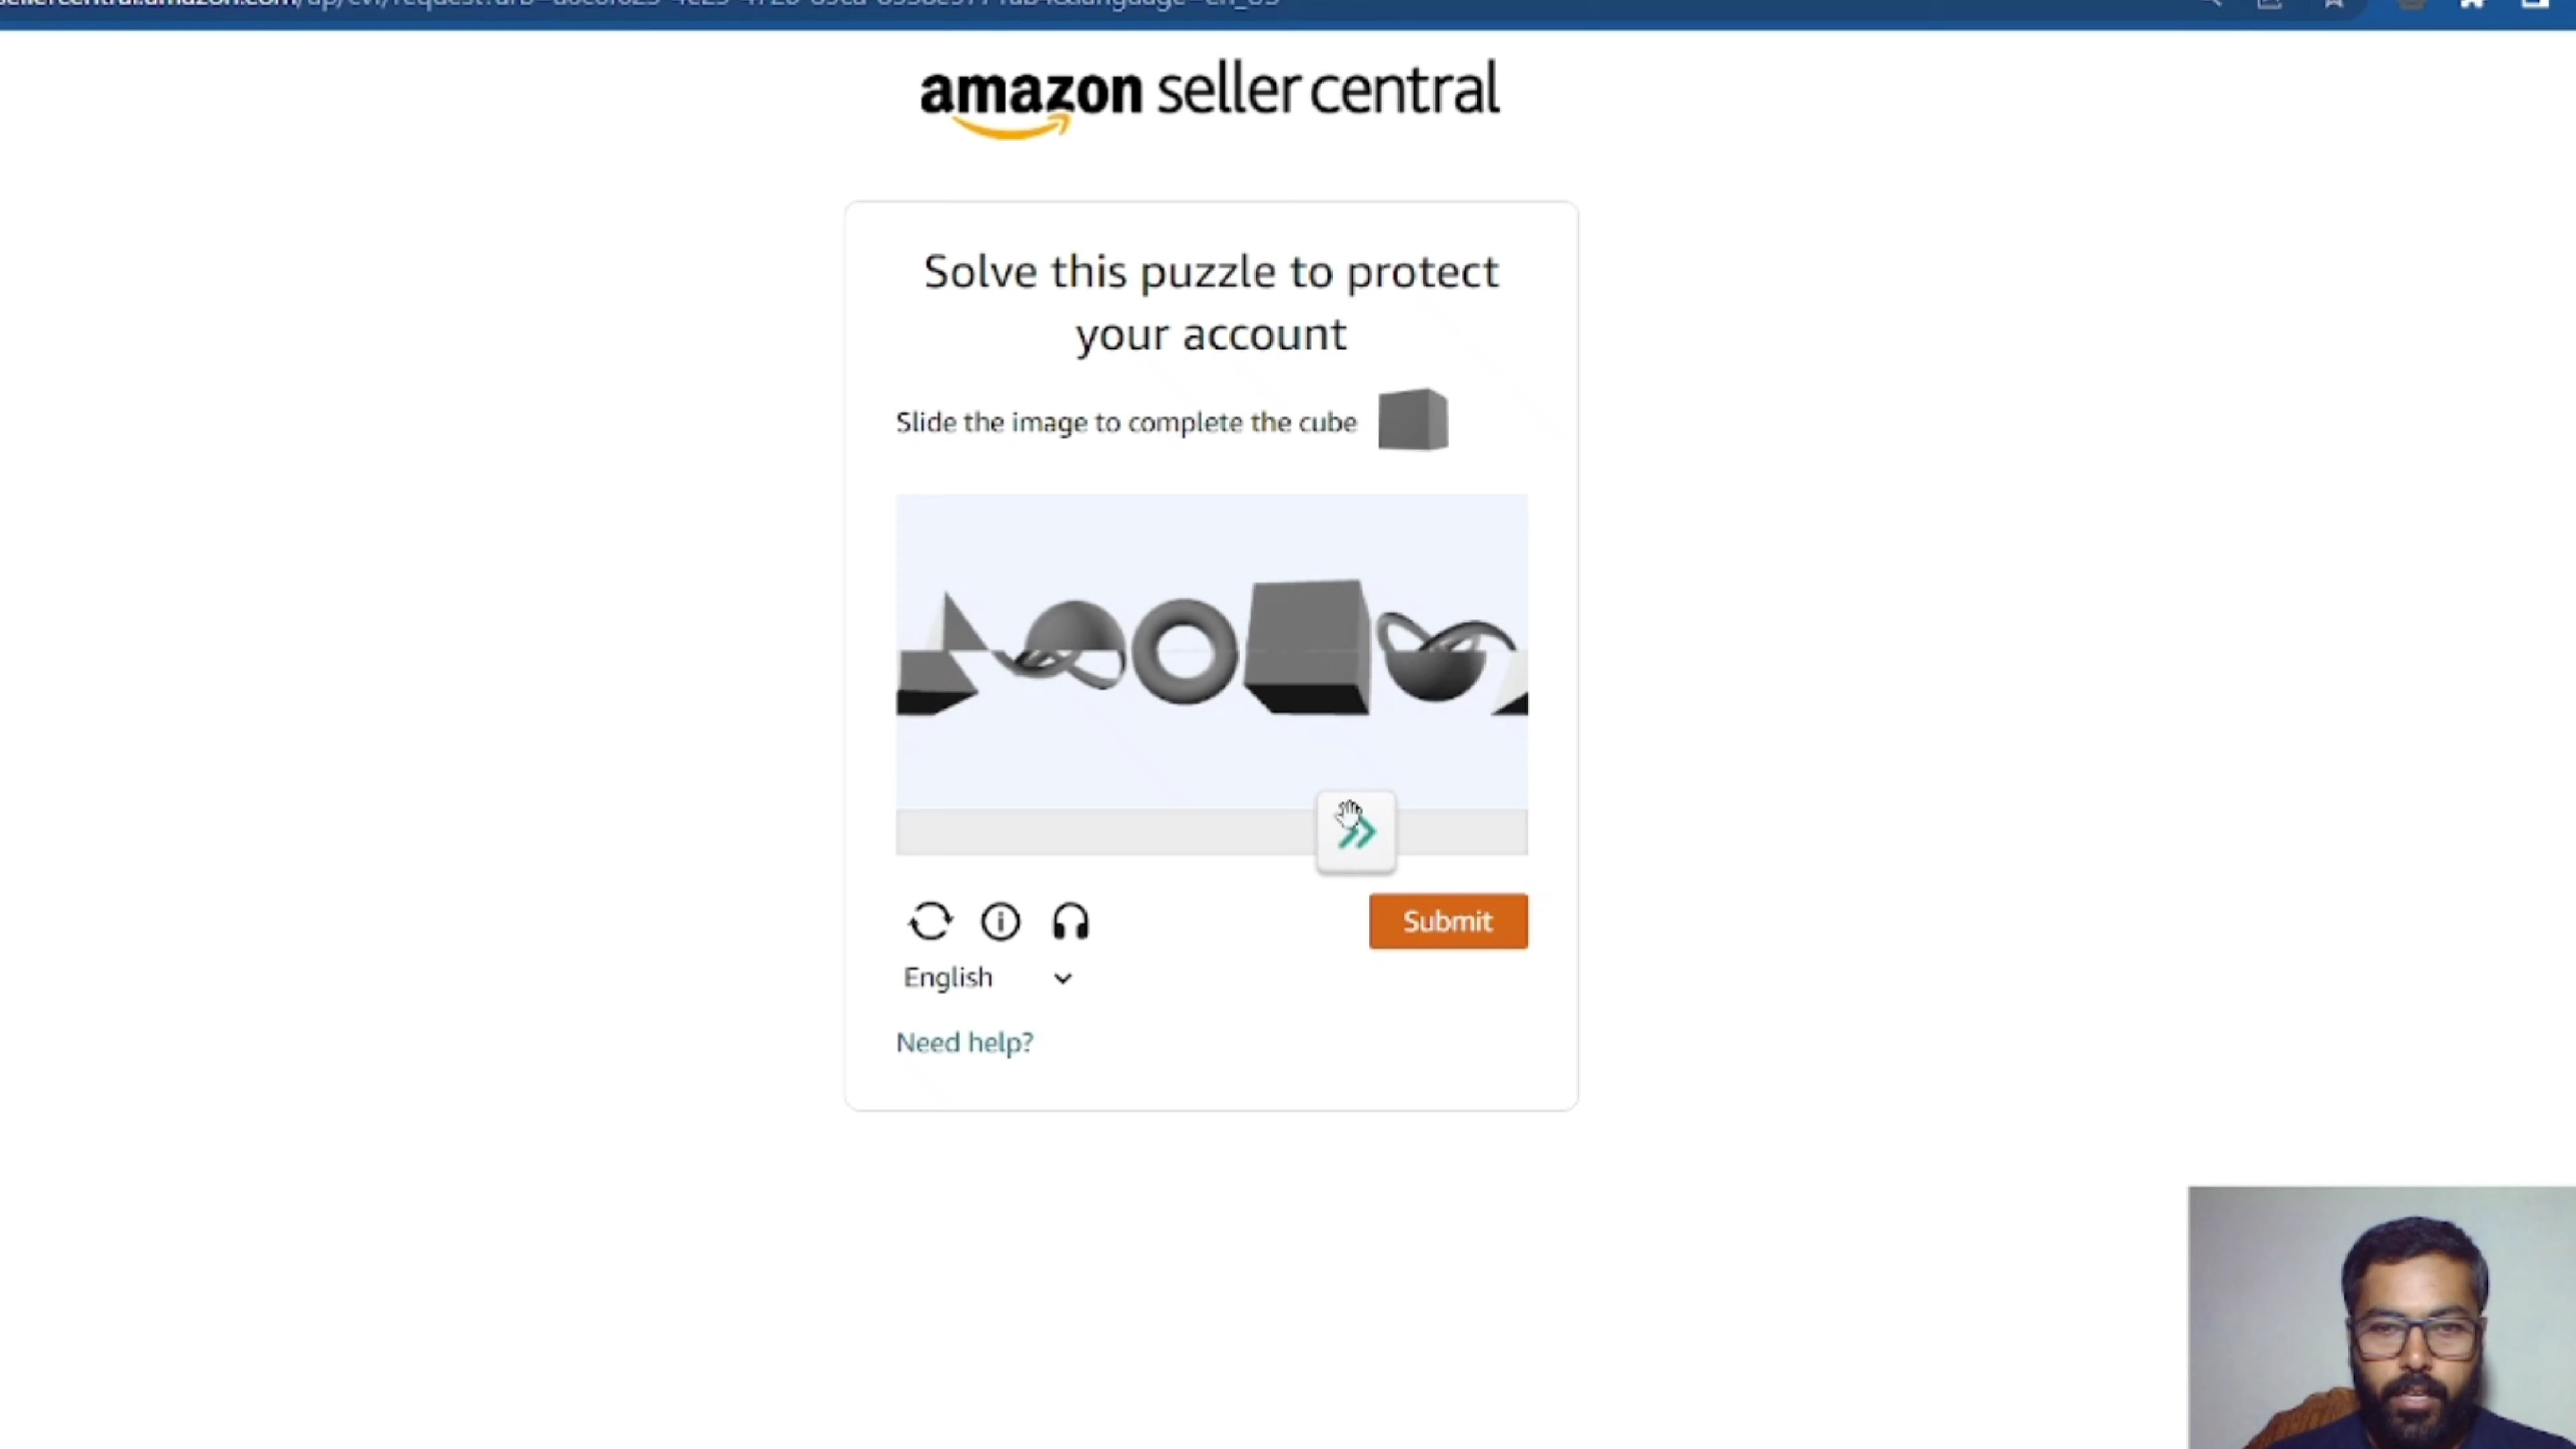 amazon seller central
Solve this puzzle to protect
your account
Slide the image to complete the cube
Submit
English
Need help?